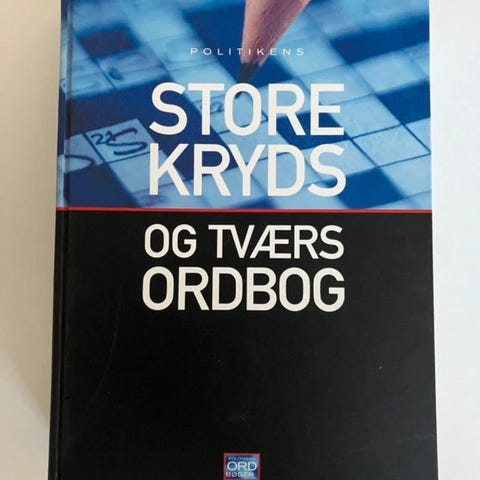 POLITIKENS
STORE
KRYDS
OG TVÆRS
ORDBOG
POLITIKENS
ORD
BØGER